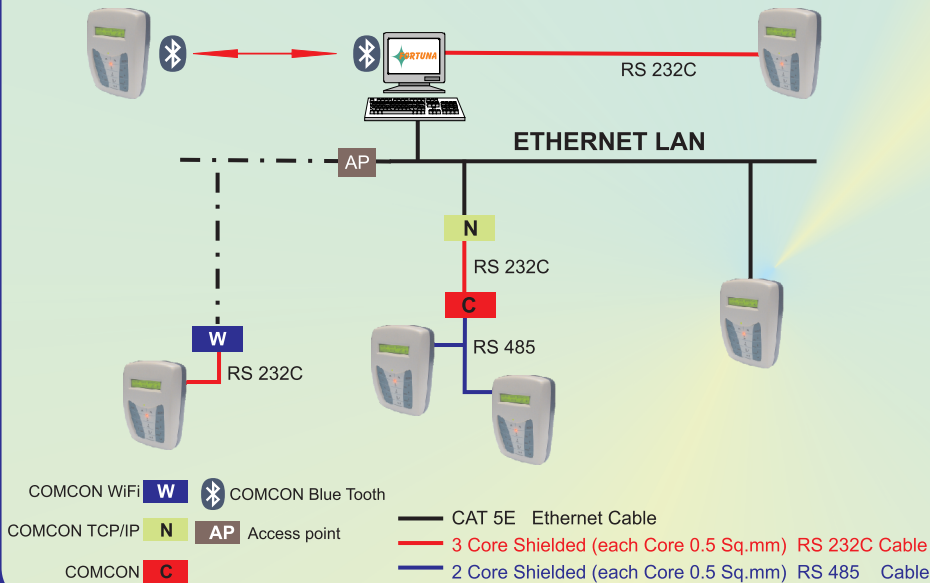 FORTUNA
RS 232C
ETHERNET LAN
AP
N
RS 232C
C
RS 485
W
RS 232C
COMCON WiFi W COMCON Blue Tooth
COMCON TCP/IP N AP Access point
COMCON C
CAT 5E Ethernet Cable
3 Core Shielded (each Core 0.5 Sq.mm) RS 232C Cable
2 Core Shielded (each Core 0.5 Sq.mm) RS 485 Cable